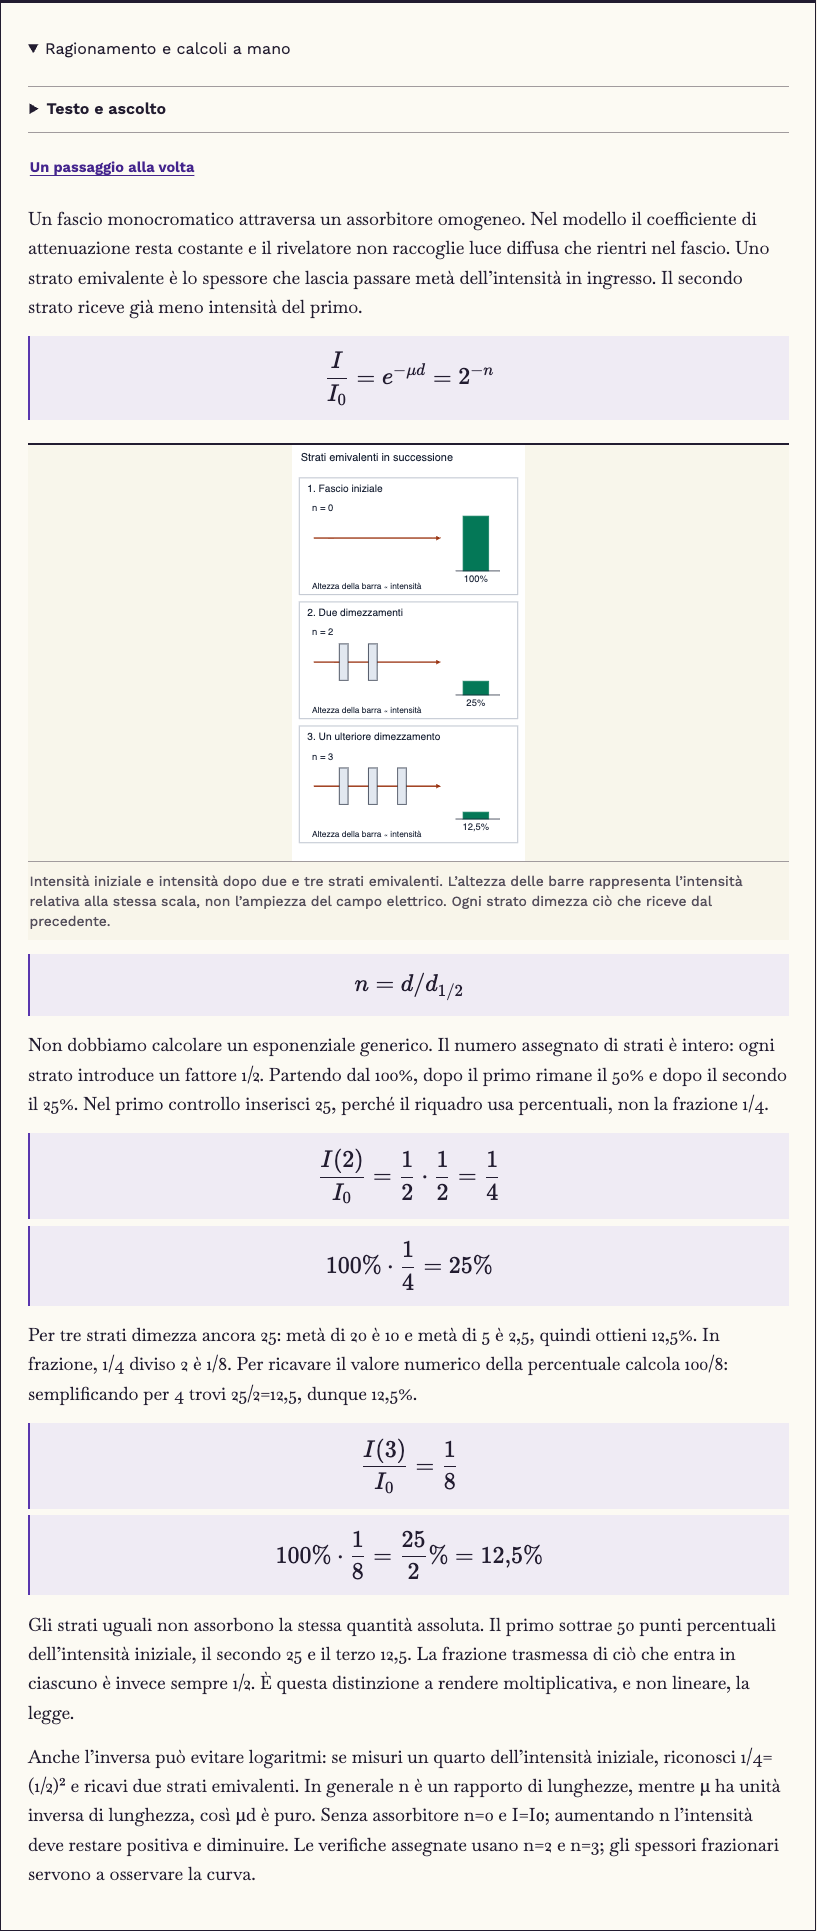 ▼ Ragionamento e calcoli a mano
▶ Testo e ascolto
Un passaggio alla volta
Un fascio monocromatico attraversa un assorbitore omogeneo. Nel modello il coefficiente di
attenuazione resta costante e il rivelatore non raccoglie luce diffusa che rientri nel fascio. Uno
strato emivalente è lo spessore che lascia passare metà dell’intensità in ingresso. Il secondo
strato riceve già meno intensità del primo.
I/I₀ = e^{−μd} = 2^{−n}
Strati emivalenti in successione
1. Fascio iniziale
n = 0
100%
Altezza della barra ~ intensità
2. Due dimezzamenti
n = 2
25%
Altezza della barra ~ intensità
3. Un ulteriore dimezzamento
n = 3
12,5%
Altezza della barra ~ intensità
Intensità iniziale e intensità dopo due e tre strati emivalenti. L’altezza delle barre rappresenta l’intensità
relativa alla stessa scala, non l’ampiezza del campo elettrico. Ogni strato dimezza ciò che riceve dal
precedente.
n = d/d_{1/2}
Non dobbiamo calcolare un esponenziale generico. Il numero assegnato di strati è intero: ogni
strato introduce un fattore 1/2. Partendo dal 100%, dopo il primo rimane il 50% e dopo il secondo
il 25%. Nel primo controllo inserisci 25, perché il riquadro usa percentuali, non la frazione 1/4.
I(2)/I₀ = 1/2 · 1/2 = 1/4
100% · 1/4 = 25%
Per tre strati dimezza ancora 25: metà di 20 è 10 e metà di 5 è 2,5, quindi ottieni 12,5%. In
frazione, 1/4 diviso 2 è 1/8. Per ricavare il valore numerico della percentuale calcola 100/8:
semplificando per 4 trovi 25/2=12,5, dunque 12,5%.
I(3)/I₀ = 1/8
100% · 1/8 = 25/2 % = 12,5%
Gli strati uguali non assorbono la stessa quantità assoluta. Il primo sottrae 50 punti percentuali
dell’intensità iniziale, il secondo 25 e il terzo 12,5. La frazione trasmessa di ciò che entra in
ciascuno è invece sempre 1/2. È questa distinzione a rendere moltiplicativa, e non lineare, la
legge.
Anche l’inversa può evitare logaritmi: se misuri un quarto dell’intensità iniziale, riconosci 1/4=
(1/2)² e ricavi due strati emivalenti. In generale n è un rapporto di lunghezze, mentre μ ha unità
inversa di lunghezza, così μd è puro. Senza assorbitore n=0 e I=I₀; aumentando n l’intensità
deve restare positiva e diminuire. Le verifiche assegnate usano n=2 e n=3; gli spessori frazionari
servono a osservare la curva.